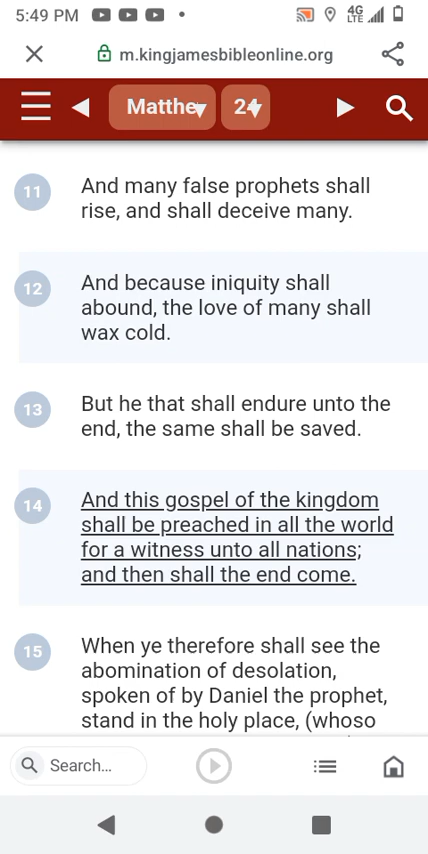 5:49 PM
4G
LTE
m.kingjamesbibleonline.org
Matthe
24
11
And many false prophets shall
rise, and shall deceive many.
12
And because iniquity shall
abound, the love of many shall
wax cold.
13
But he that shall endure unto the
end, the same shall be saved.
14
And this gospel of the kingdom
shall be preached in all the world
for a witness unto all nations;
and then shall the end come.
15
When ye therefore shall see the
abomination of desolation,
spoken of by Daniel the prophet,
stand in the holy place, (whoso
Search...